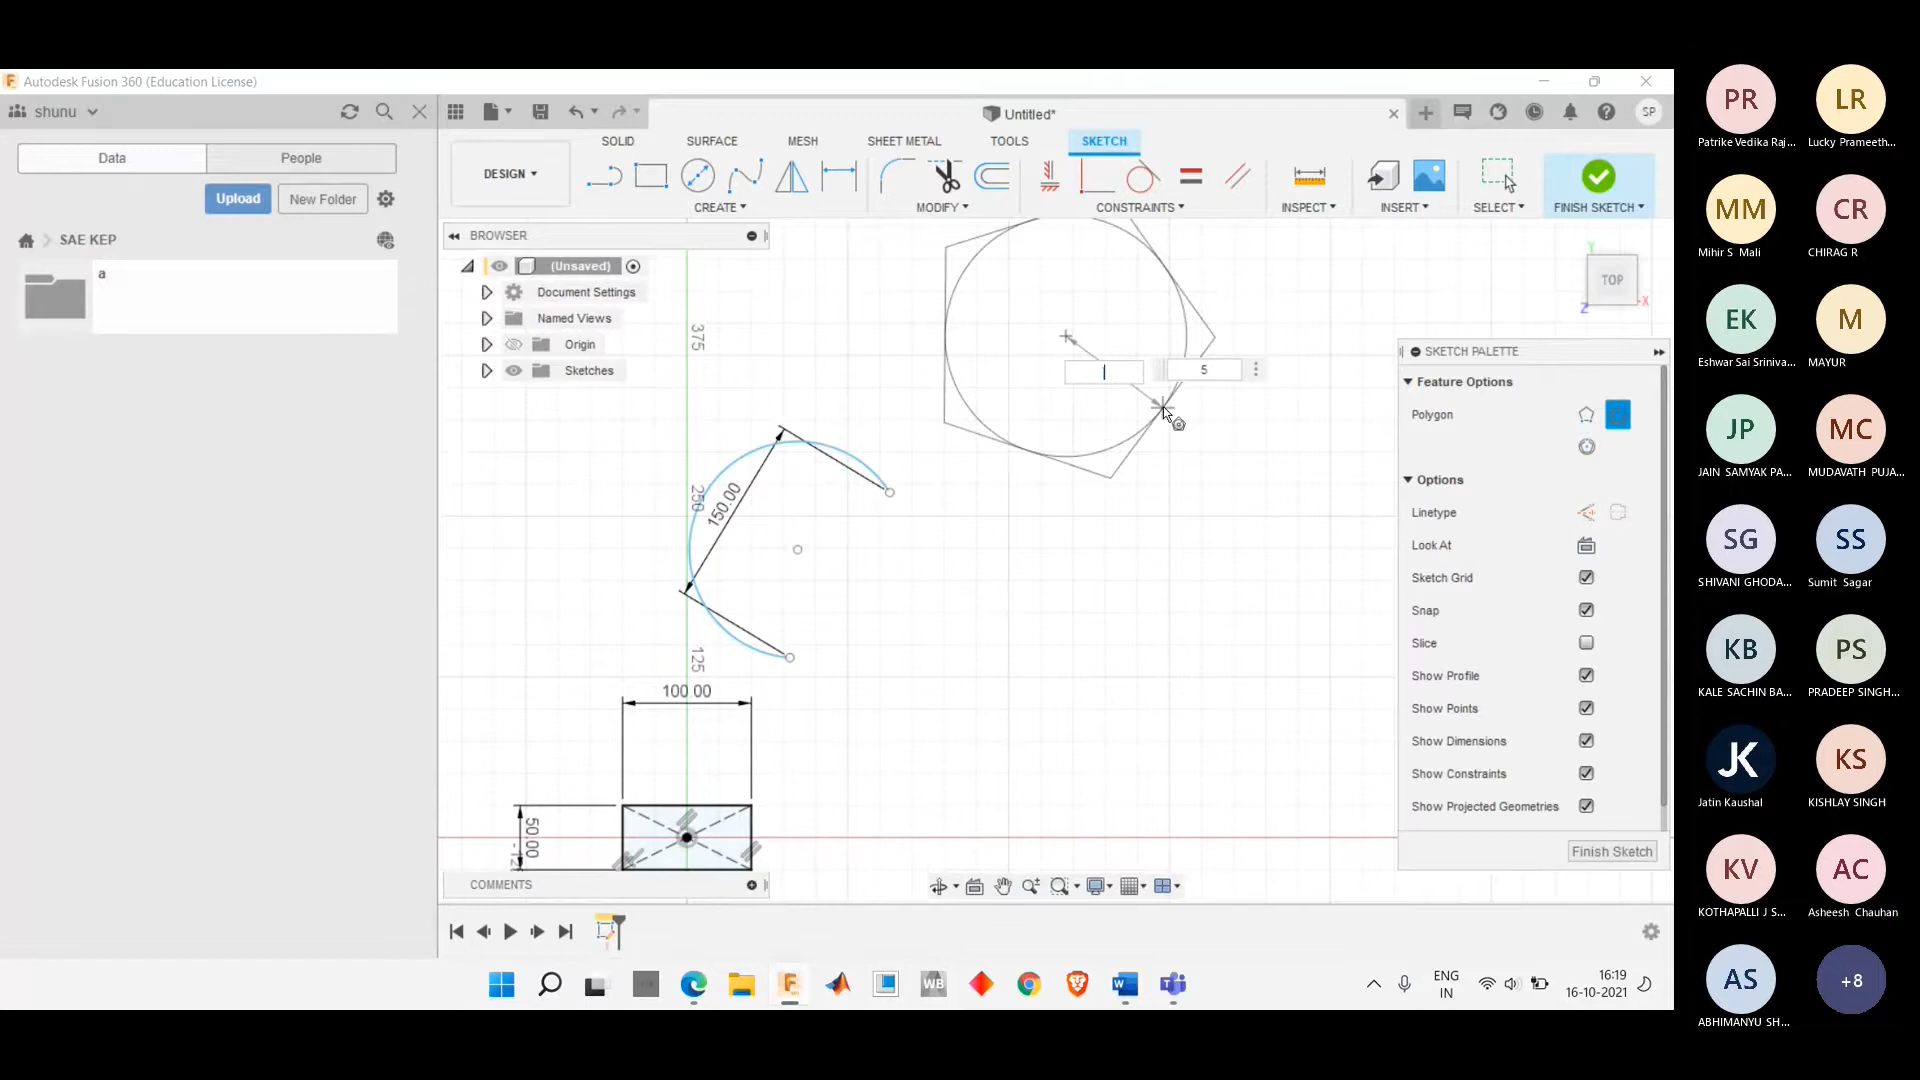 Autodesk Fusion 360 (Education License)
shunu
Untitled*
SP
Data
People
Upload
New Folder
SAE KEP
a
DESIGN
SOLID
SURFACE
MESH
SHEET METAL
TOOLS
SKETCH
CREATE
MODIFY
CONSTRAINTS
INSPECT
INSERT
SELECT
FINISH SKETCH
BROWSER
(Unsaved)
Document Settings
Named Views
Origin
Sketches
375
250
125
150.00
100.00
50.00
5
TOP
Y
X
Z
SKETCH PALETTE
Feature Options
Polygon
Options
Linetype
Look At
Sketch Grid
Snap
Slice
Show Profile
Show Points
Show Dimensions
Show Constraints
Show Projected Geometries
Finish Sketch
COMMENTS
WB
ENG
IN
16:19
16-10-2021
PR
Patrike Vedika Raj...
LR
Lucky Prameeth...
MM
Mihir S Mali
CR
CHIRAG R
EK
Eshwar Sai Sriniva...
M
MAYUR
JP
JAIN SAMYAK PA...
MC
MUDAVATH PUJA...
SG
SHIVANI GHODA...
SS
Sumit Sagar
KB
KALE SACHIN BA...
PS
PRADEEP SINGH...
JK
Jatin Kaushal
KS
KISHLAY SINGH
KV
KOTHAPALLI J S...
AC
Asheesh Chauhan
AS
ABHIMANYU SH...
+8